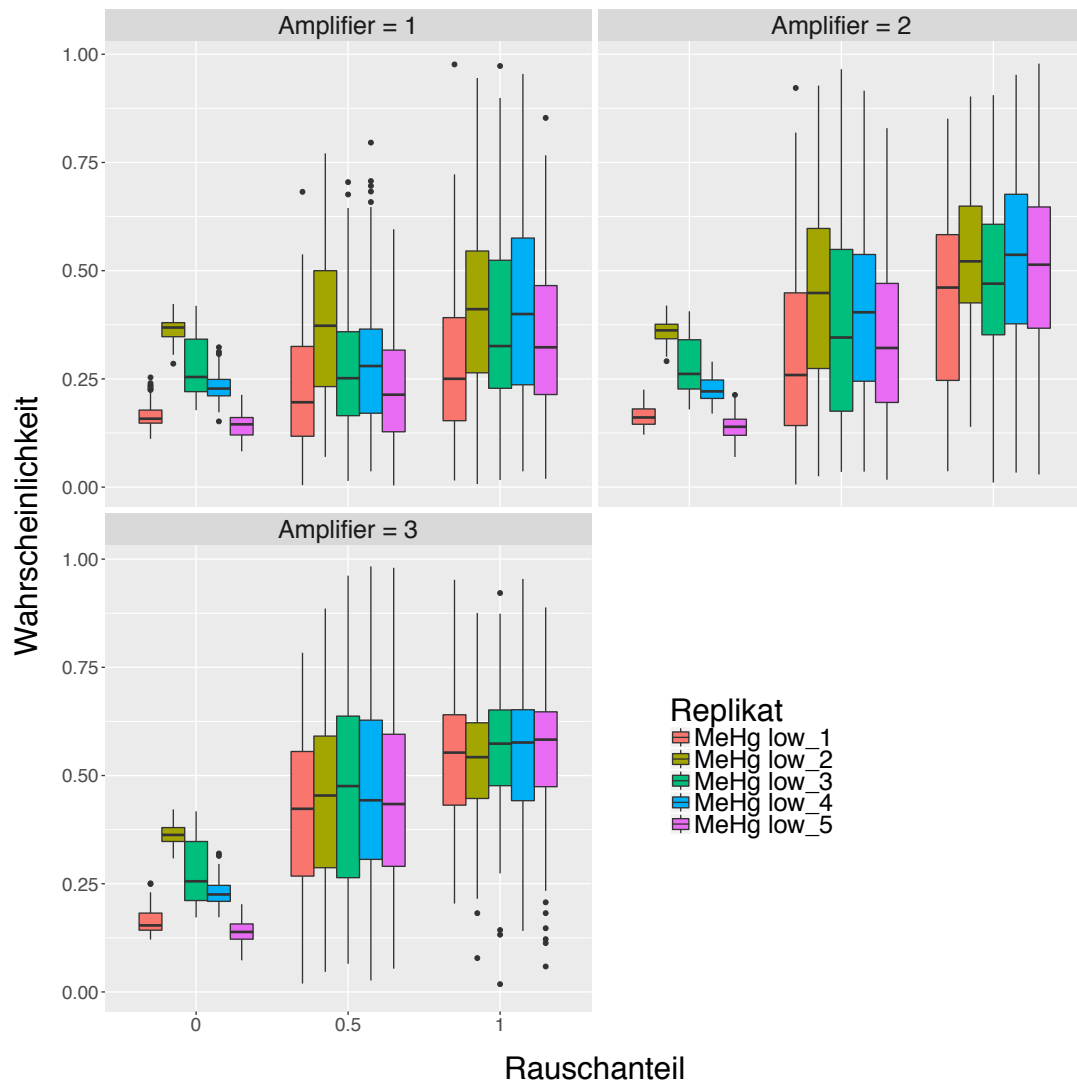 Amplifier = 1
Amplifier = 2
1.00
0.75
0.50
0.25
0.00
Wahrscheinlichkeit
Amplifier = 3
1.00
0.75
0.50
0.25
0.00
0 0.5 1
Rauschanteil
Replikat
MeHg low_1
MeHg low_2
MeHg low_3
MeHg low_4
MeHg low_5